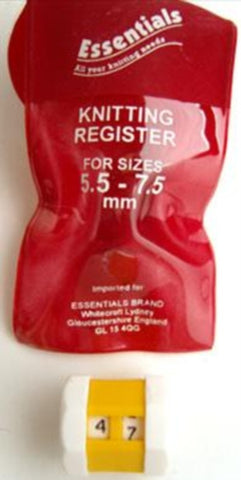 Essentials
All your knitting needs
KNITTING
REGISTER
FOR SIZES
5.5 - 7.5
mm
Imported for
ESSENTIALS BRAND
Whitecroft Lydney
Gloucestershire England
GL 15 4QG
4 7